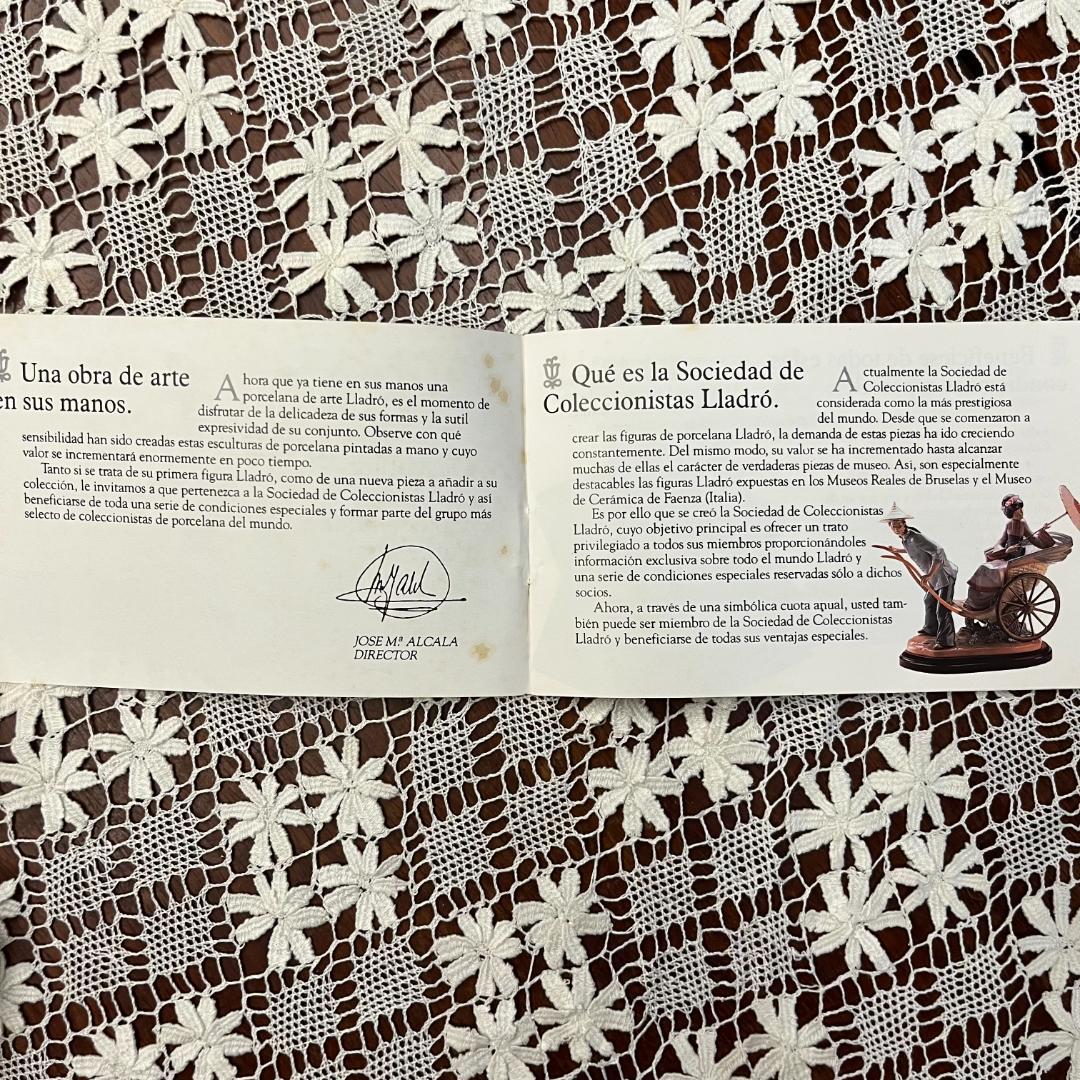 Una obra de arte
en sus manos.
Ahora que ya tiene en sus manos una
porcelana de arte Lladró, es el momento de
disfrutar de la delicadeza de sus formas y la sutil
expresividad de su conjunto. Observe con qué
sensibilidad han sido creadas estas esculturas de porcelana pintadas a mano y cuyo
valor se incrementará enormemente en poco tiempo.
Tanto si se trata de su primera figura Lladró, como de una nueva pieza a añadir a su
colección, le invitamos a que pertenezca a la Sociedad de Coleccionistas Lladró y así
beneficiarse de toda una serie de condiciones especiales y formar parte del grupo más
selecto de coleccionistas de porcelana del mundo.
JOSE M.ª ALCALA
DIRECTOR
Qué es la Sociedad de
Coleccionistas Lladró.
Actualmente la Sociedad de
Coleccionistas Lladró está
considerada como la más prestigiosa
del mundo. Desde que se comenzaron a
crear las figuras de porcelana Lladró, la demanda de estas piezas ha ido creciendo
constantemente. Del mismo modo, su valor se ha incrementado hasta alcanzar
muchas de ellas el carácter de verdaderas piezas de museo. Asi, son especialmente
destacables las figuras Lladró expuestas en los Museos Reales de Bruselas y el Museo
de Cerámica de Faenza (Italia).
Es por ello que se creó la Sociedad de Coleccionistas
Lladró, cuyo objetivo principal es ofrecer un trato
privilegiado a todos sus miembros proporcionándoles
información exclusiva sobre todo el mundo Lladró y
una serie de condiciones especiales reservadas sólo a dichos
socios.
Ahora, a través de una simbólica cuota anual, usted tam-
bién puede ser miembro de la Sociedad de Coleccionistas
Lladró y beneficiarse de todas sus ventajas especiales.